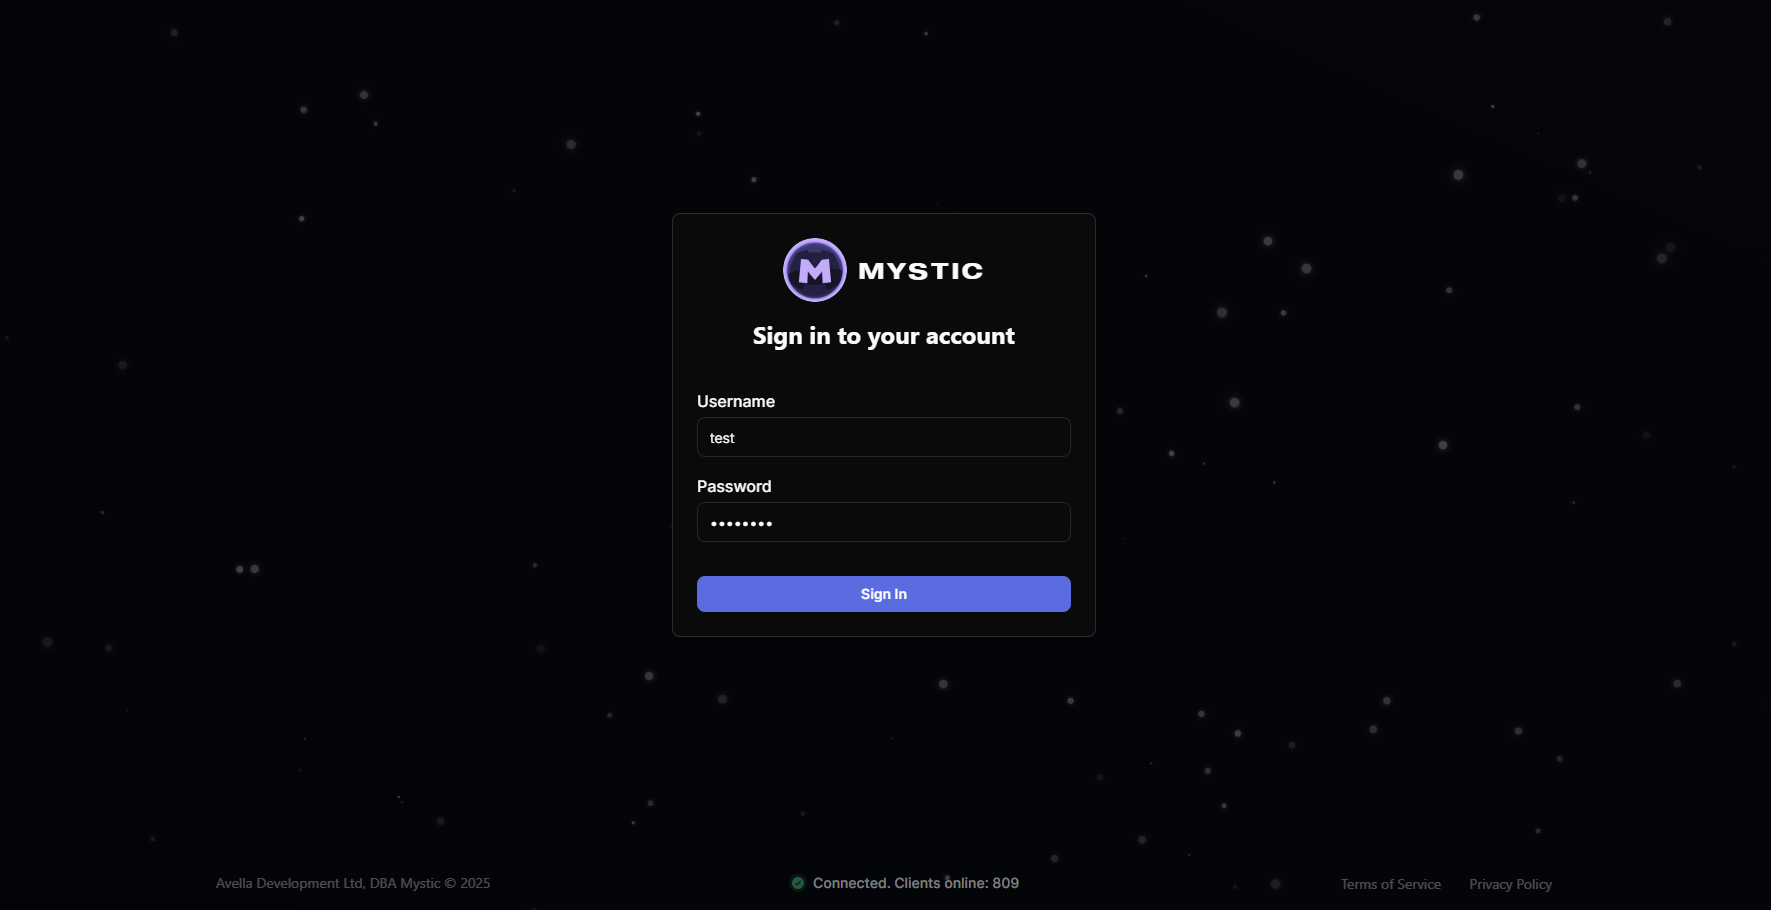 M MYSTIC
Sign in to your account
Username
test
Password
••••••••
Sign In
Avella Development Ltd, DBA Mystic © 2025
Connected. Clients online: 809
Terms of Service
Privacy Policy